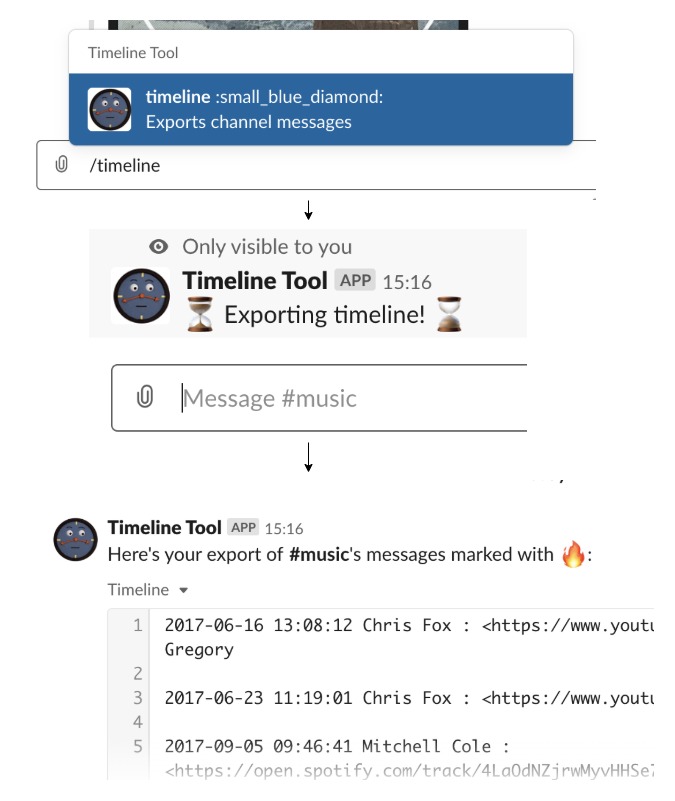 Timeline Tool
timeline :small_blue_diamond:
Exports channel messages
/timeline
Only visible to you
Timeline Tool APP 15:16
⏳ Exporting timeline! ⏳
Message #music
Timeline Tool APP 15:16
Here's your export of #music's messages marked with 🔥:
Timeline
1 2017-06-16 13:08:12 Chris Fox : <https://www.youtu
Gregory
2
3 2017-06-23 11:19:01 Chris Fox : <https://www.youtu
4
5 2017-09-05 09:46:41 Mitchell Cole :
<https://open.spotify.com/track/4LaOdNZjrwMyvHHSe7